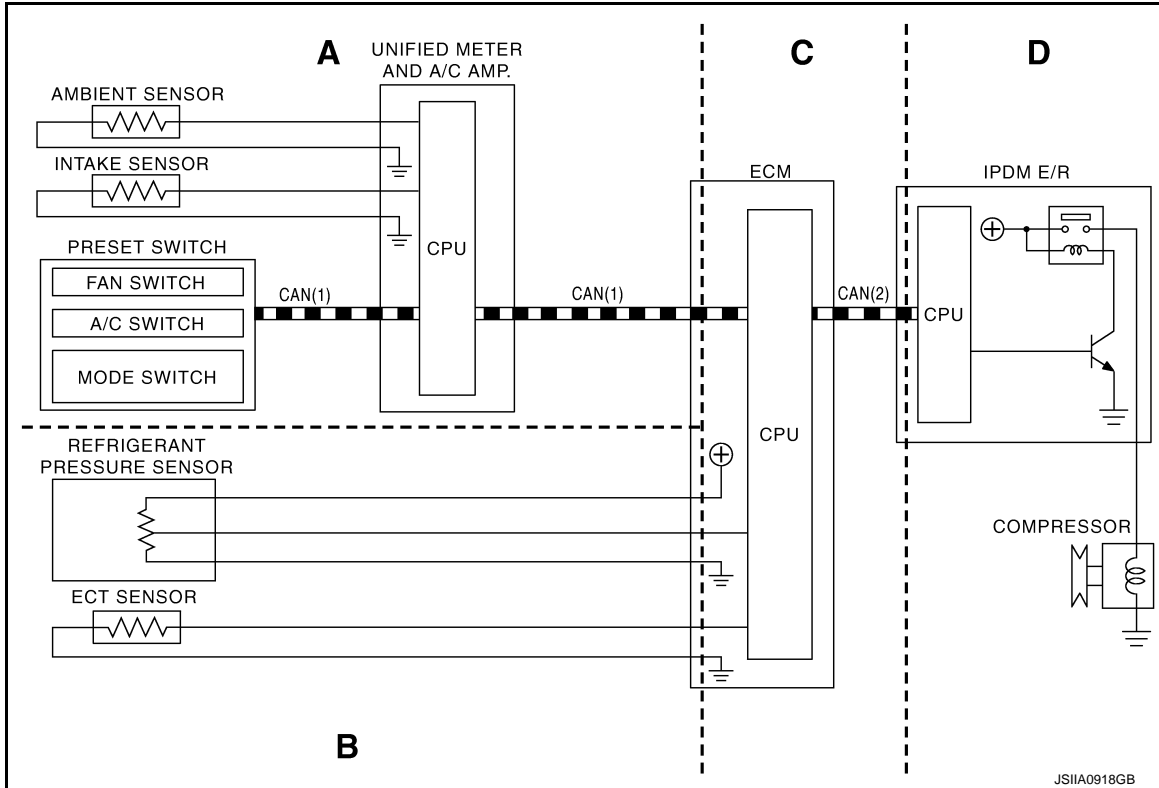 A
UNIFIED METER
AND A/C AMP.
C
D
AMBIENT SENSOR
INTAKE SENSOR
ECM
IPDM E/R
PRESET SWITCH
CPU
FAN SWITCH
CAN(1)
CAN(1)
CAN(2)
A/C SWITCH
CPU
MODE SWITCH
REFRIGERANT
PRESSURE SENSOR
CPU
COMPRESSOR
ECT SENSOR
B
JSIIA0918GB